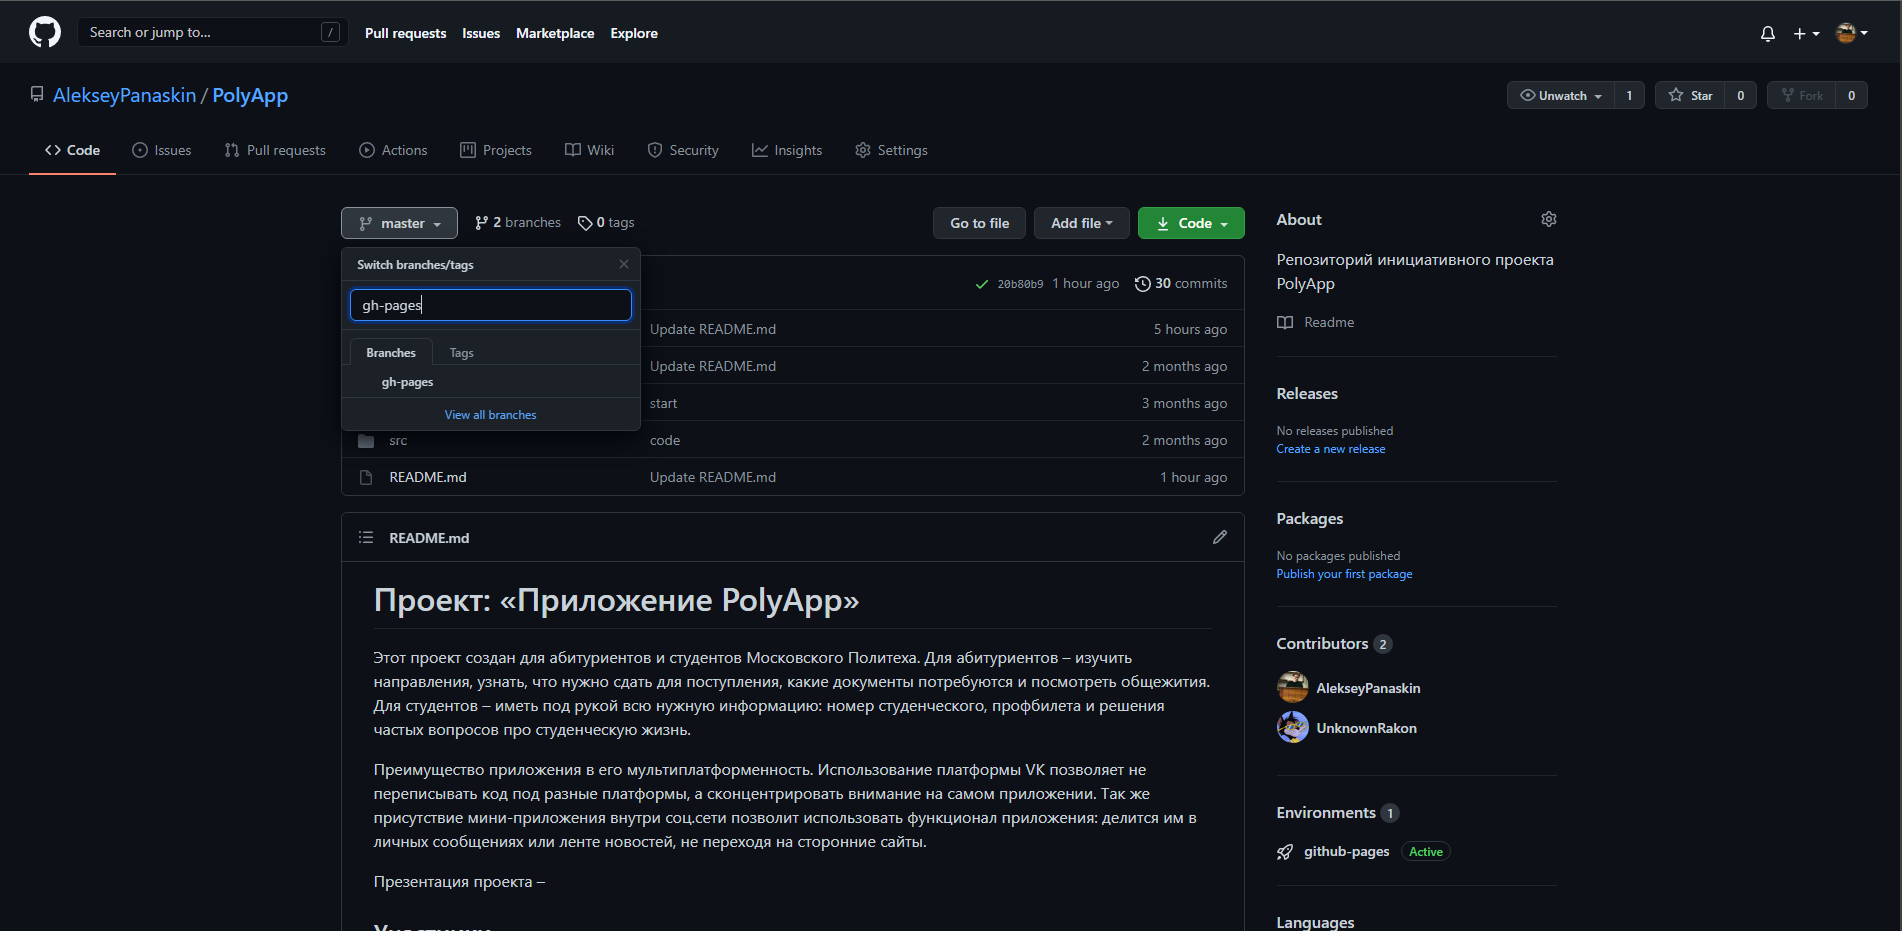 Search or jump to... /
Pull requests Issues Marketplace Explore
AlekseyPanaskin / PolyApp
Unwatch 1 Star 0 Fork 0
Code Issues Pull requests Actions Projects Wiki Security Insights Settings
master 2 branches 0 tags
Go to file Add file Code
Switch branches/tags
gh-pages
Branches Tags
gh-pages
View all branches
20b80b9 1 hour ago 30 commits
Update README.md 5 hours ago
Update README.md 2 months ago
start 3 months ago
src code 2 months ago
README.md Update README.md 1 hour ago
README.md
Проект: «Приложение PolyApp»
Этот проект создан для абитуриентов и студентов Московского Политеха. Для абитуриентов – изучить
направления, узнать, что нужно сдать для поступления, какие документы потребуются и посмотреть общежития.
Для студентов – иметь под рукой всю нужную информацию: номер студенческого, профбилета и решения
частых вопросов про студенческую жизнь.
Преимущество приложения в его мультиплатформенность. Использование платформы VK позволяет не
переписывать код под разные платформы, а сконцентрировать внимание на самом приложении. Так же
присутствие мини-приложения внутри соц.сети позволит использовать функционал приложения: делится им в
личных сообщениях или ленте новостей, не переходя на сторонние сайты.
Презентация проекта –
About
Репозиторий инициативного проекта
PolyApp
Readme
Releases
No releases published
Create a new release
Packages
No packages published
Publish your first package
Contributors 2
AlekseyPanaskin
UnknownRakon
Environments 1
github-pages Active
Languages